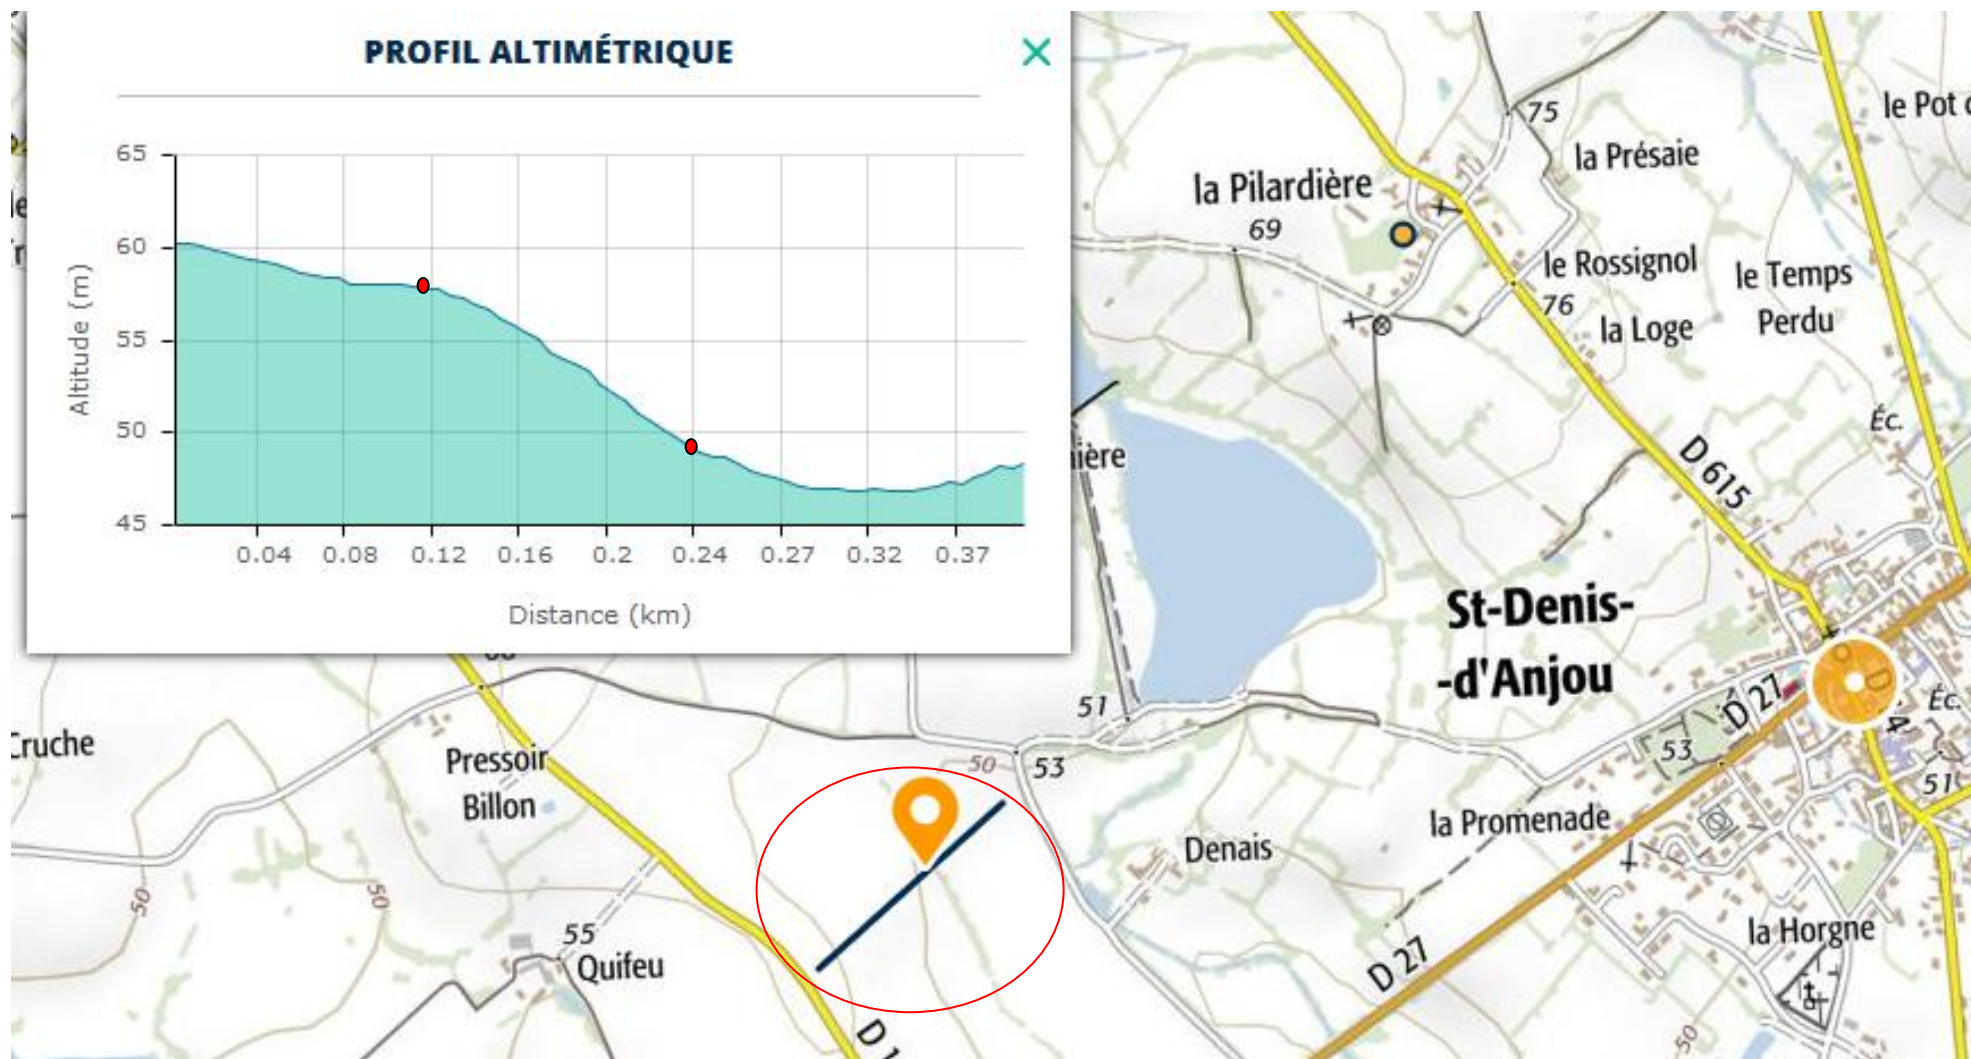 PROFIL ALTIMÉTRIQUE
65
60
55
50
45
Altitude (m)
0.04 0.08 0.12 0.16 0.2 0.24 0.27 0.32 0.37
Distance (km)
75
le Pot
la Présaie
la Pilardière
69
le Rossignol
76
le Temps
Perdu
la Loge
Éc.
ière
D 615
St-Denis-
-d'Anjou
51
D 27
Éc.
53
51
Cruche
Pressoir
Billon
50
53
la Promenade
Denais
50
50
55
Quifeu
la Horgne
D 27
D 1
50